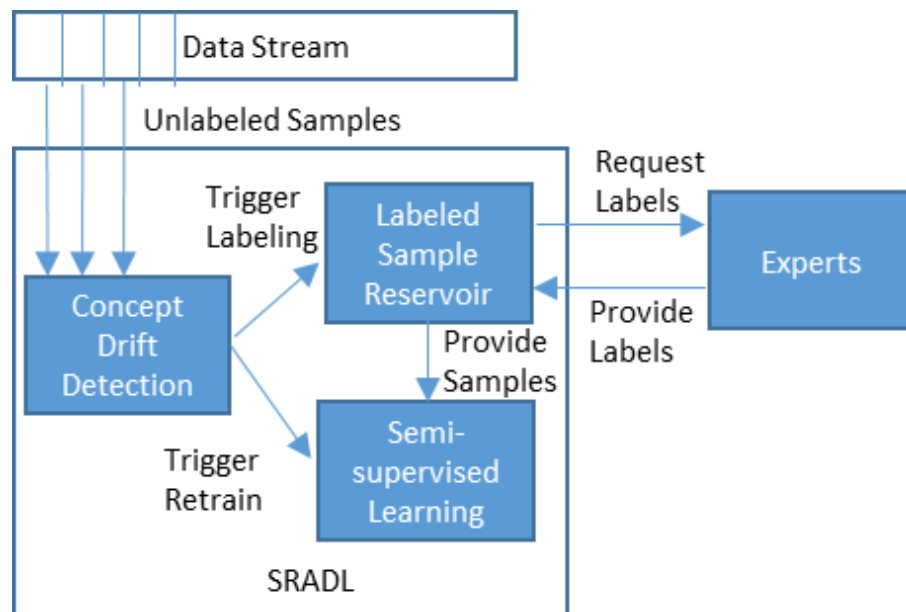 Data Stream
Unlabeled Samples
Trigger
Labeling
Labeled
Sample
Reservoir
Request
Labels
Experts
Provide
Labels
Concept
Drift
Detection
Provide
Samples
Trigger
Retrain
Semi-
supervised
Learning
SRADL